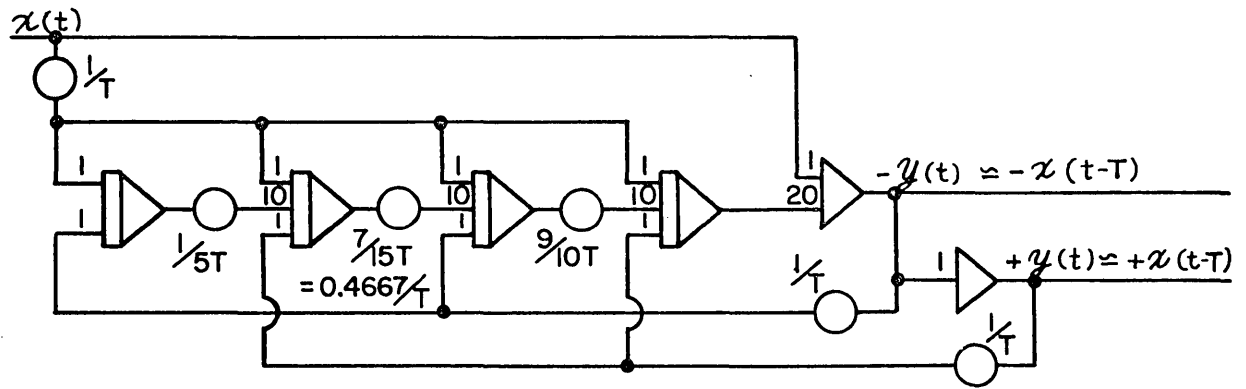 x(t)
1/T
1
1
1/5T
1
10
1
7/15T
=0.4667/T
1
10
1
9/10T
1
10
1
1
20
-y(t) ≃ -x(t-T)
1/T
1
+y(t) ≃ +x(t-T)
1/T